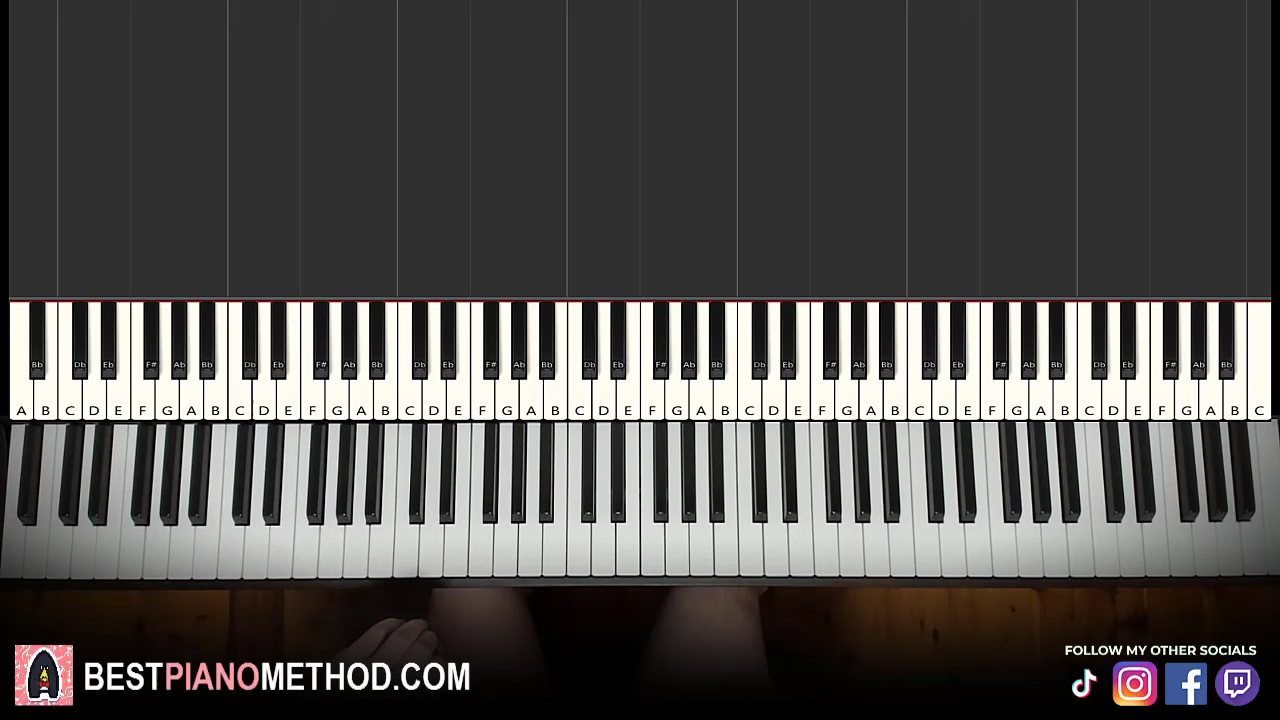 Bb Db Eb F# Ab Bb Db Eb F# Ab Bb Db Eb F# Ab Bb Db Eb F# Ab Bb Db Eb F# Ab Bb Db Eb F# Ab Bb Db Eb F# Ab Bb
A B C D E F G A B C D E F G A B C D E F G A B C D E F G A B C D E F G A B C D E F G A B C D E F G A B C
FOLLOW MY OTHER SOCIALS
BESTPIANOMETHOD.COM